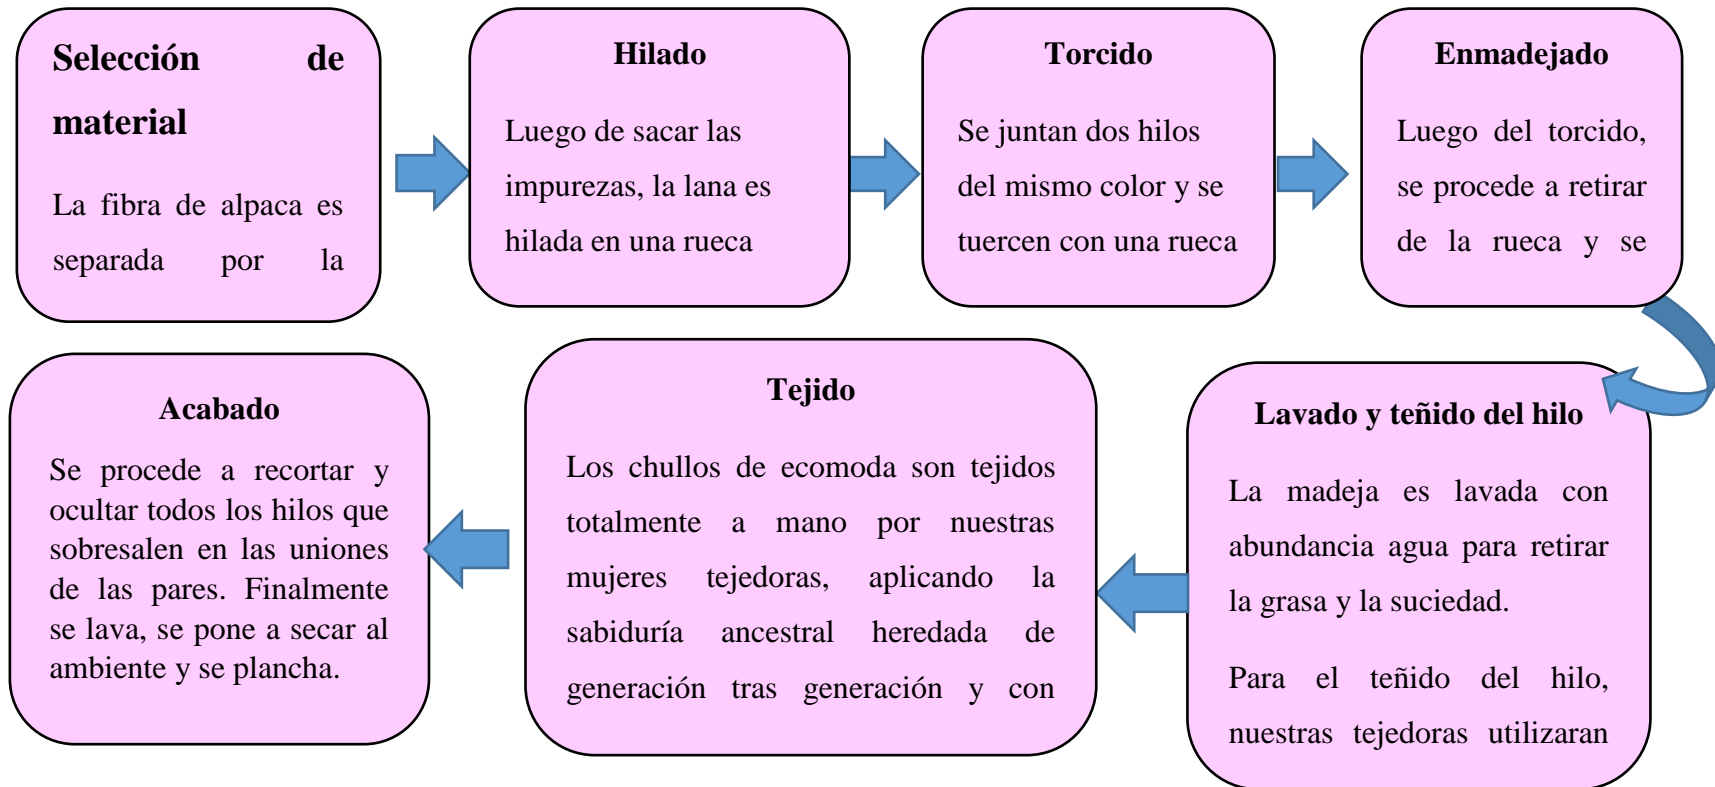 Selección de
material
La fibra de alpaca es
separada por la
Hilado
Luego de sacar las
impurezas, la lana es
hilada en una rueca
Torcido
Se juntan dos hilos
del mismo color y se
tuercen con una rueca
Enmadejado
Luego del torcido,
se procede a retirar
de la rueca y se
Lavado y teñido del hilo
La madeja es lavada con
abundancia agua para retirar
la grasa y la suciedad.
Para el teñido del hilo,
nuestras tejedoras utilizaran
Tejido
Los chullos de ecomoda son tejidos
totalmente a mano por nuestras
mujeres tejedoras, aplicando la
sabiduría ancestral heredada de
generación tras generación y con
Acabado
Se procede a recortar y
ocultar todos los hilos que
sobresalen en las uniones
de las pares. Finalmente
se lava, se pone a secar al
ambiente y se plancha.